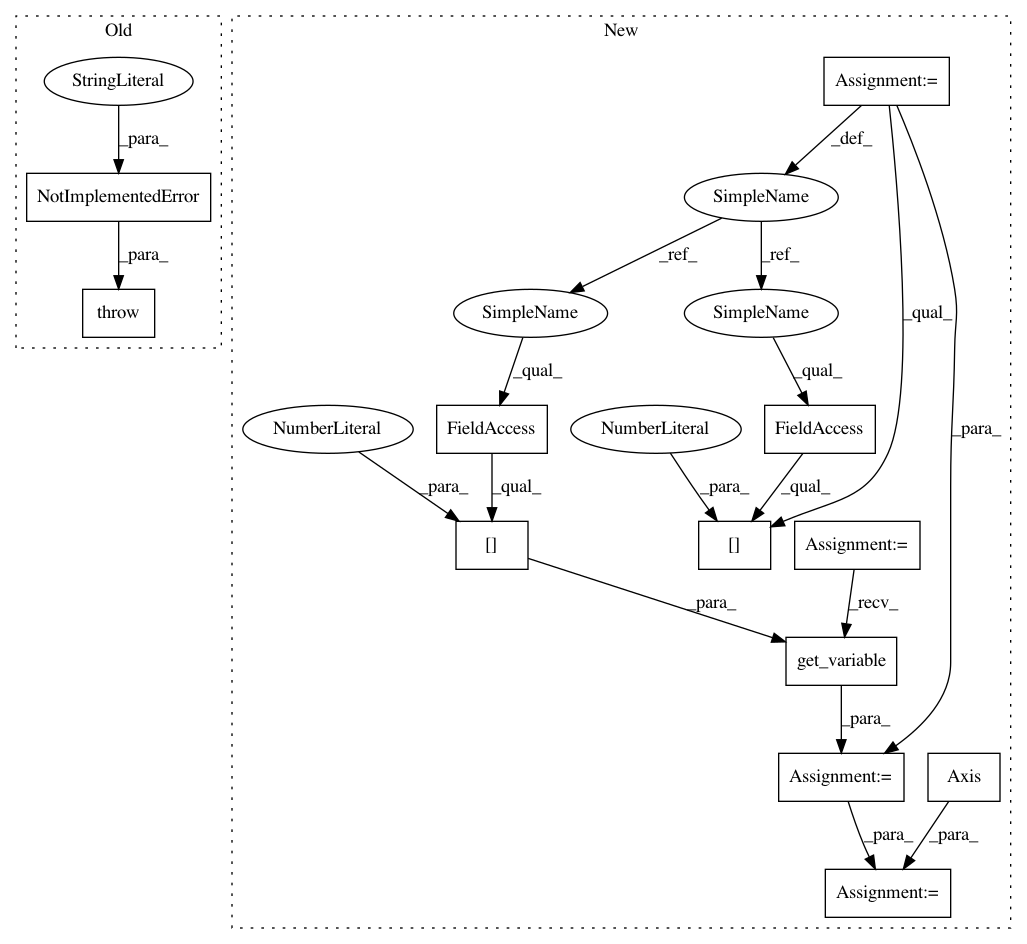 Old
New
StringLiteral
Assignment:=
_para_
_def_
NotImplementedError
SimpleName
_para_
_ref_
_ref_
throw
SimpleName
SimpleName
_qual_
_qual_
_qual_
NumberLiteral
FieldAccess
NumberLiteral
FieldAccess
_para_
_para_
_qual_
_para_
_qual_
[]
[]
Assignment:=
_para_
_recv_
get_variable
_para_
Assignment:=
Axis
_para_
_para_
Assignment:=